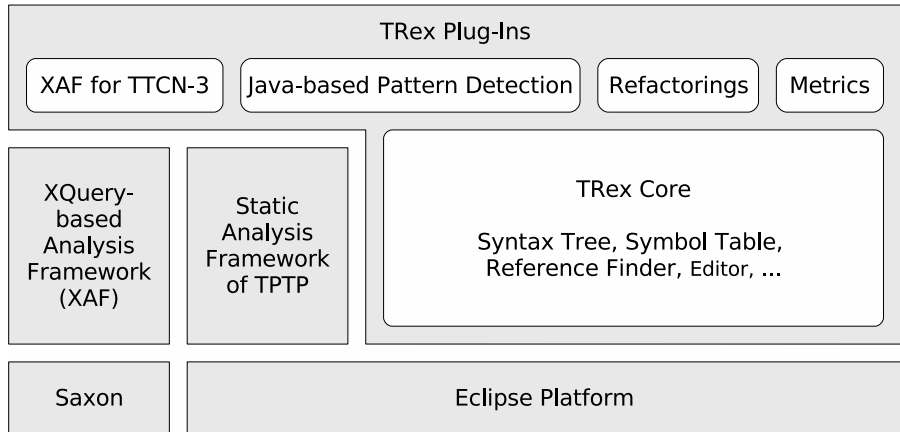 TRex Plug-Ins
XAF for TTCN-3
Java-based Pattern Detection
Refactorings
Metrics
XQuery-
based
Analysis
Framework
(XAF)
Static
Analysis
Framework
of TPTP
TRex Core
Syntax Tree, Symbol Table,
Reference Finder, Editor, ...
Saxon
Eclipse Platform